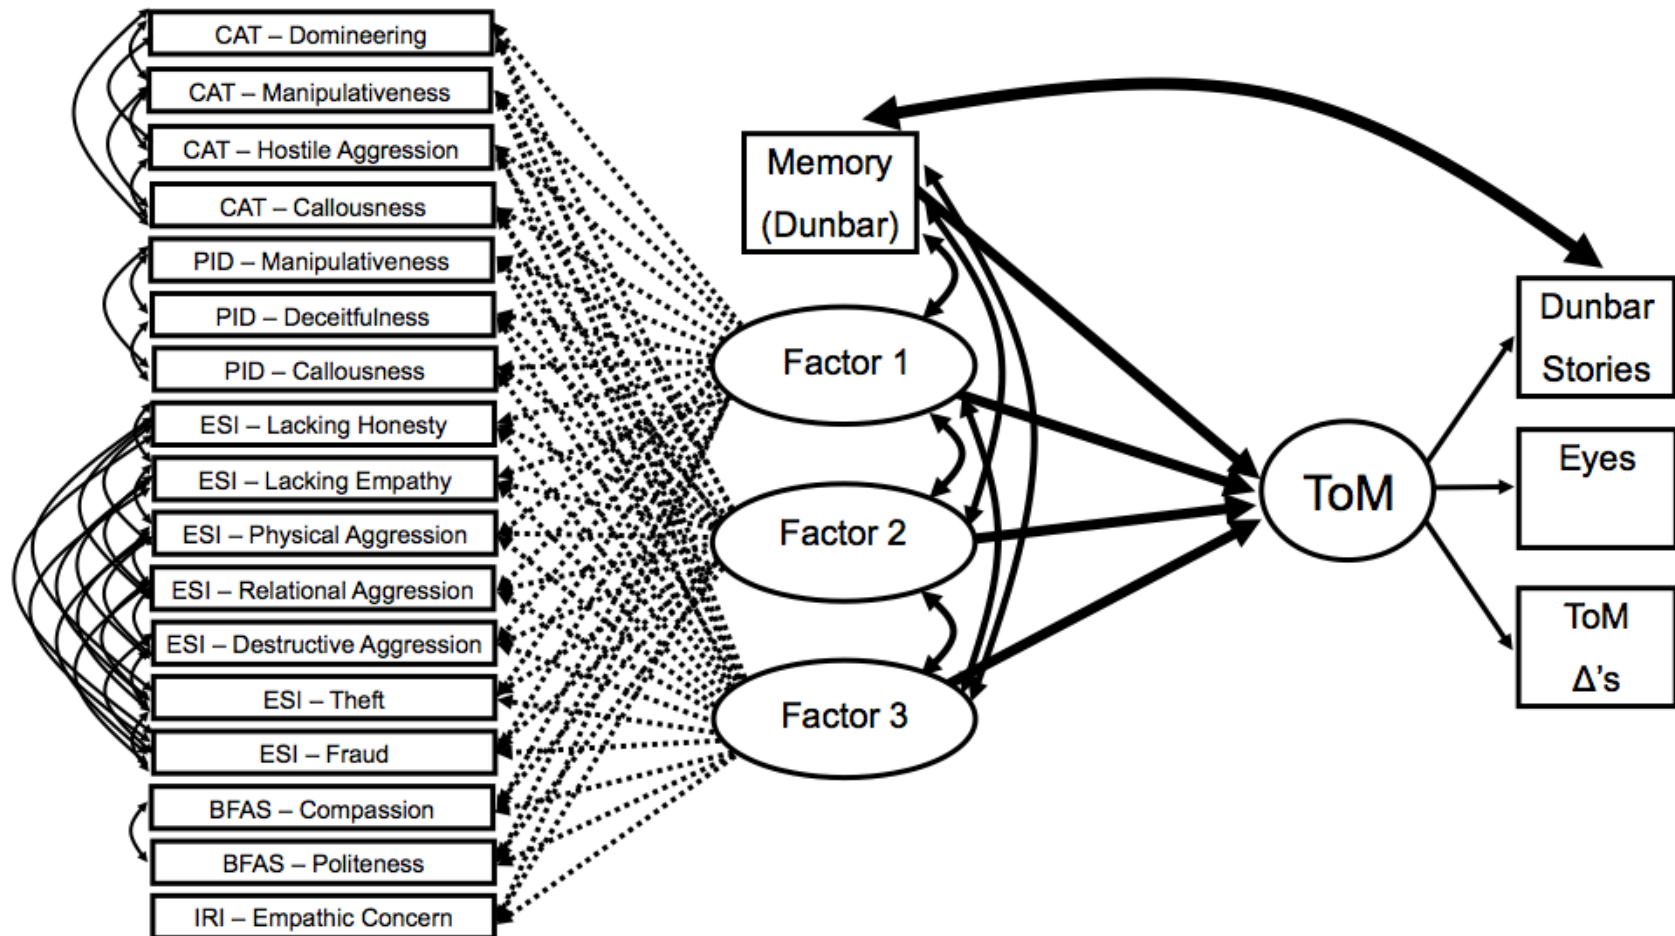 CAT – Domineering
CAT – Manipulativeness
CAT – Hostile Aggression
CAT – Callousness
PID – Manipulativeness
PID – Deceitfulness
PID – Callousness
ESI – Lacking Honesty
ESI – Lacking Empathy
ESI – Physical Aggression
ESI – Relational Aggression
ESI – Destructive Aggression
ESI – Theft
ESI – Fraud
BFAS – Compassion
BFAS – Politeness
IRI – Empathic Concern
Memory
(Dunbar)
Factor 1
Factor 2
Factor 3
ToM
Dunbar
Stories
Eyes
ToM
Δ's